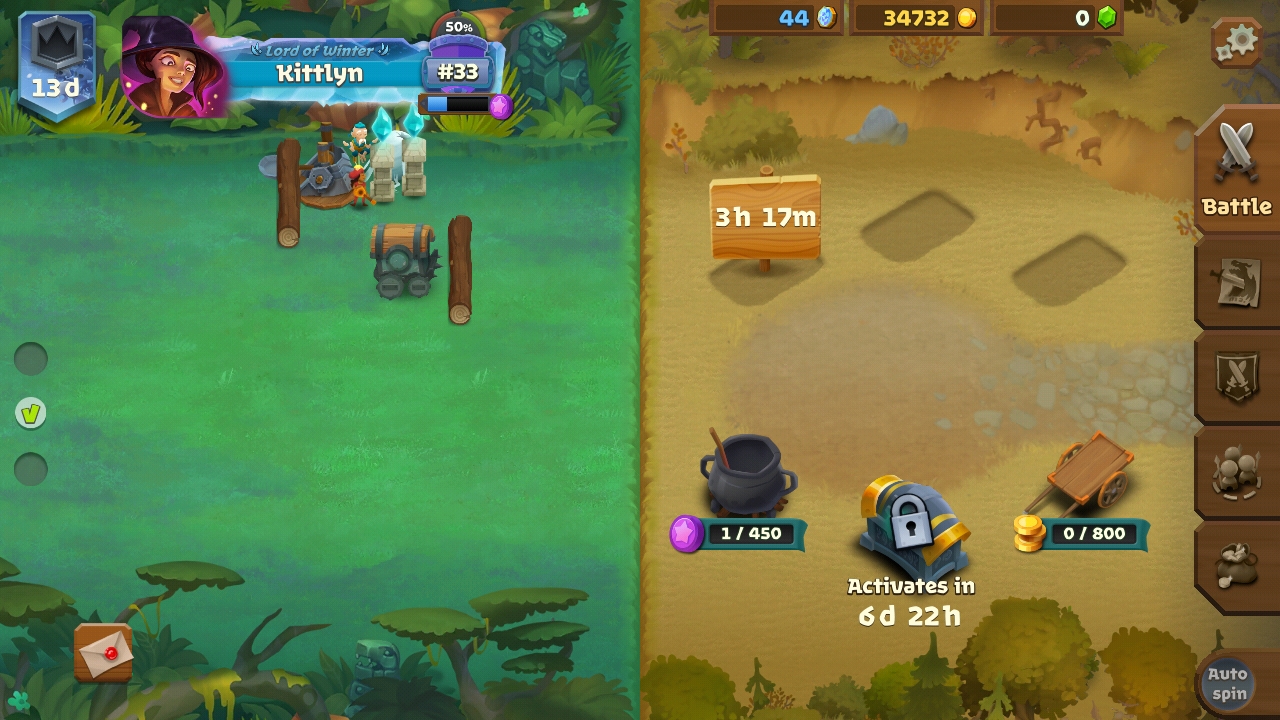 50%
Lord of Winter
13d
Kittlyn
#33
44
34732
0
Battle
3h 17m
1 / 450
0 / 800
Activates in
6d 22h
Auto
spin